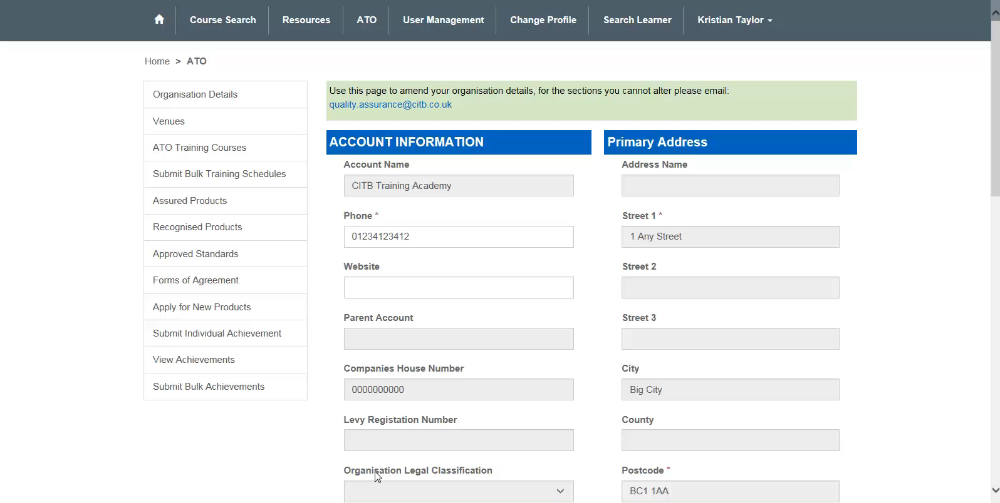 Course Search
Resources
ATO
User Management
Change Profile
Search Learner
Kristian Taylor
Home > ATO
Organisation Details
Venues
ATO Training Courses
Submit Bulk Training Schedules
Assured Products
Recognised Products
Approved Standards
Forms of Agreement
Apply for New Products
Submit Individual Achievement
View Achievements
Submit Bulk Achievements
Use this page to amend your organisation details, for the sections you cannot alter please email:
quality.assurance@citb.co.uk
ACCOUNT INFORMATION
Account Name
CITB Training Academy
Phone *
01234123412
Website
Parent Account
Companies House Number
0000000000
Levy Registation Number
Organisation Legal Classification
Primary Address
Address Name
Street 1 *
1 Any Street
Street 2
Street 3
City
Big City
County
Postcode *
BC1 1AA